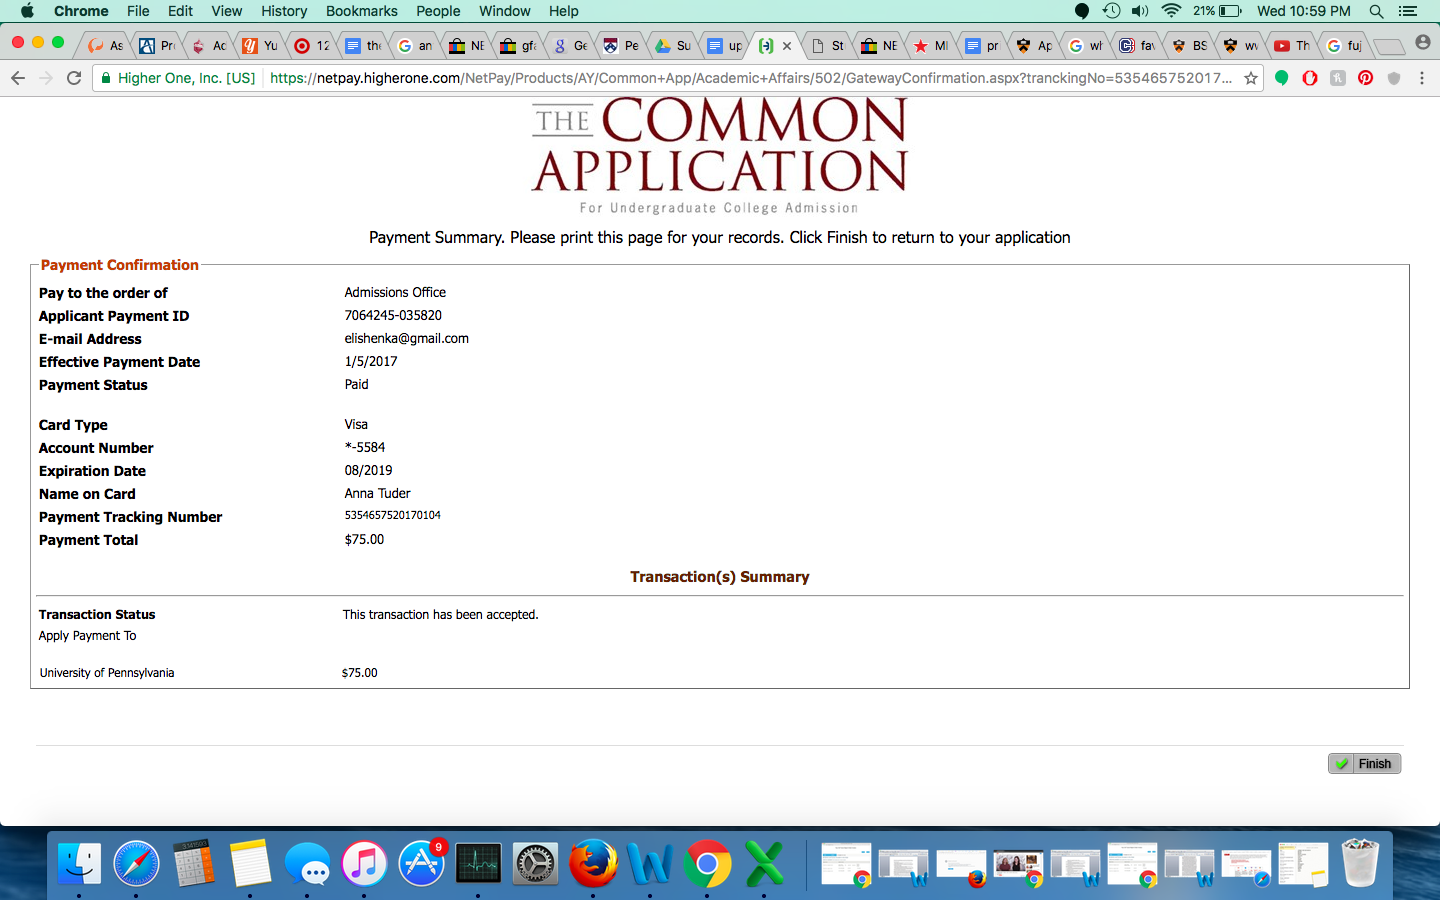 Chrome File Edit View History Bookmarks People Window Help 21% Wed 10:59 PM
As Pr Ac Yu 12 the an NE gfa Ge Pe Su up St NE MI pr Ap wh fav BS wv Th fuj
Higher One, Inc. [US] https://netpay.higherone.com/NetPay/Products/AY/Common+App/Academic+Affairs/502/GatewayConfirmation.aspx?tranckingNo=535465752017...
THE COMMON
APPLICATION
For Undergraduate College Admission
Payment Summary. Please print this page for your records. Click Finish to return to your application
Payment Confirmation
Pay to the order of Admissions Office
Applicant Payment ID 7064245-035820
E-mail Address elishenka@gmail.com
Effective Payment Date 1/5/2017
Payment Status Paid
Card Type Visa
Account Number *-5584
Expiration Date 08/2019
Name on Card Anna Tuder
Payment Tracking Number 5354657520170104
Payment Total $75.00
Transaction(s) Summary
Transaction Status This transaction has been accepted.
Apply Payment To
University of Pennsylvania $75.00
Finish
9